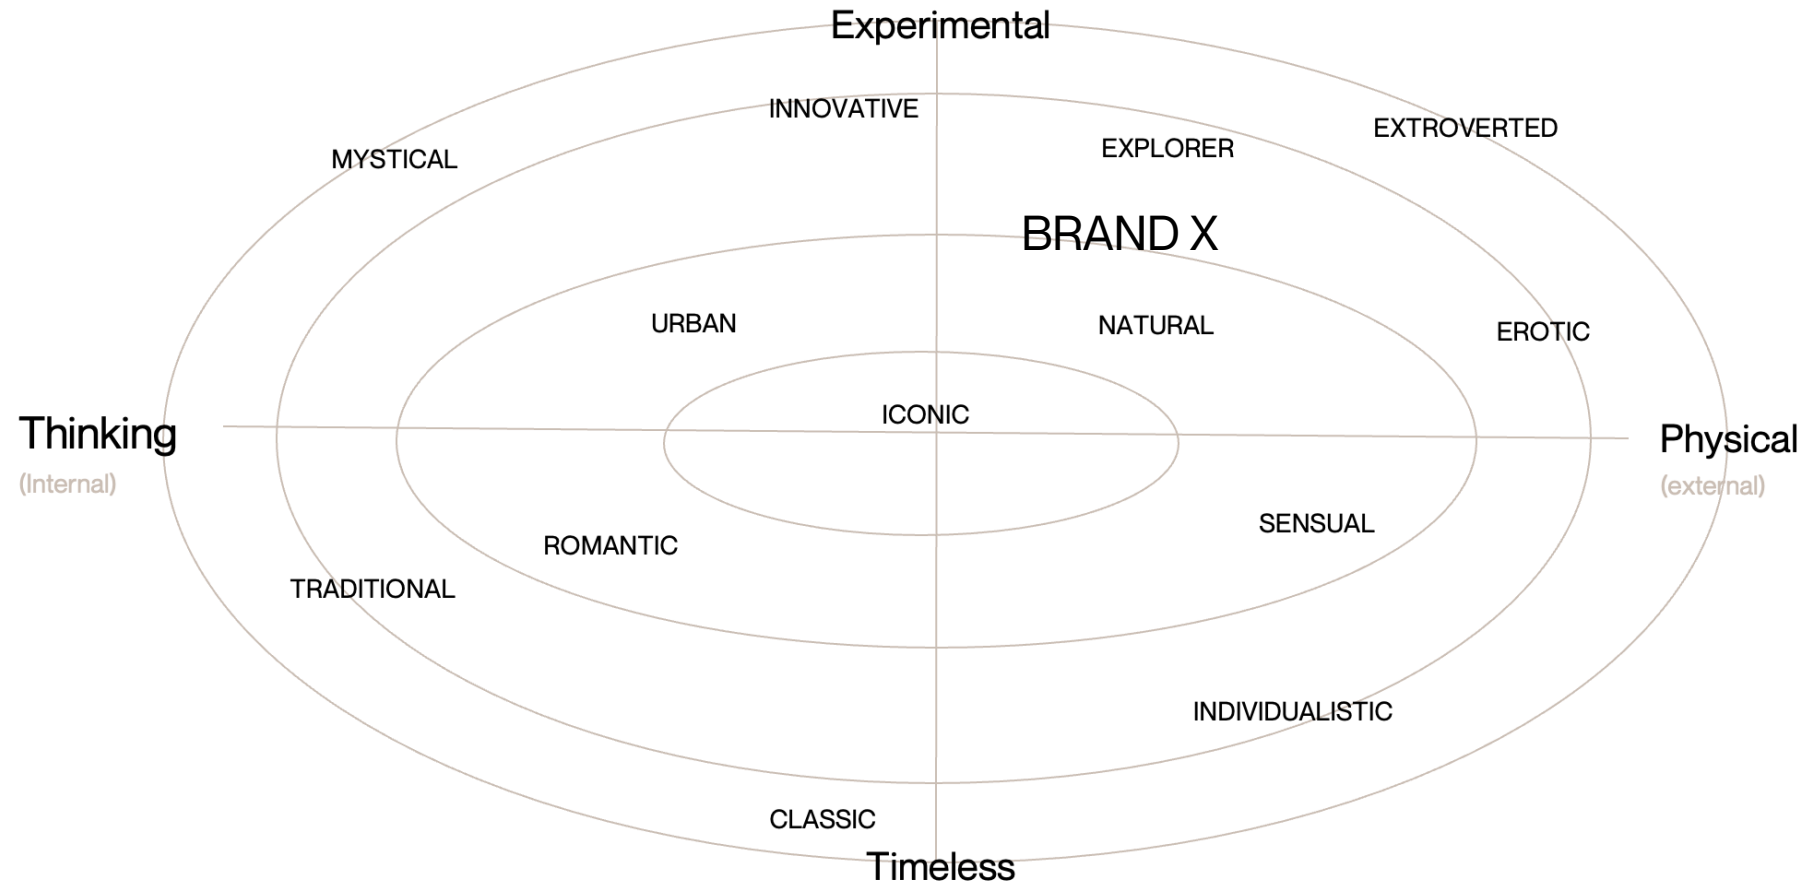 Experimental
INNOVATIVE
EXTROVERTED
EXPLORER
MYSTICAL
BRAND X
URBAN
NATURAL
EROTIC
ICONIC
Thinking
(Internal)
Physical
(external)
SENSUAL
ROMANTIC
TRADITIONAL
INDIVIDUALISTIC
CLASSIC
Timeless